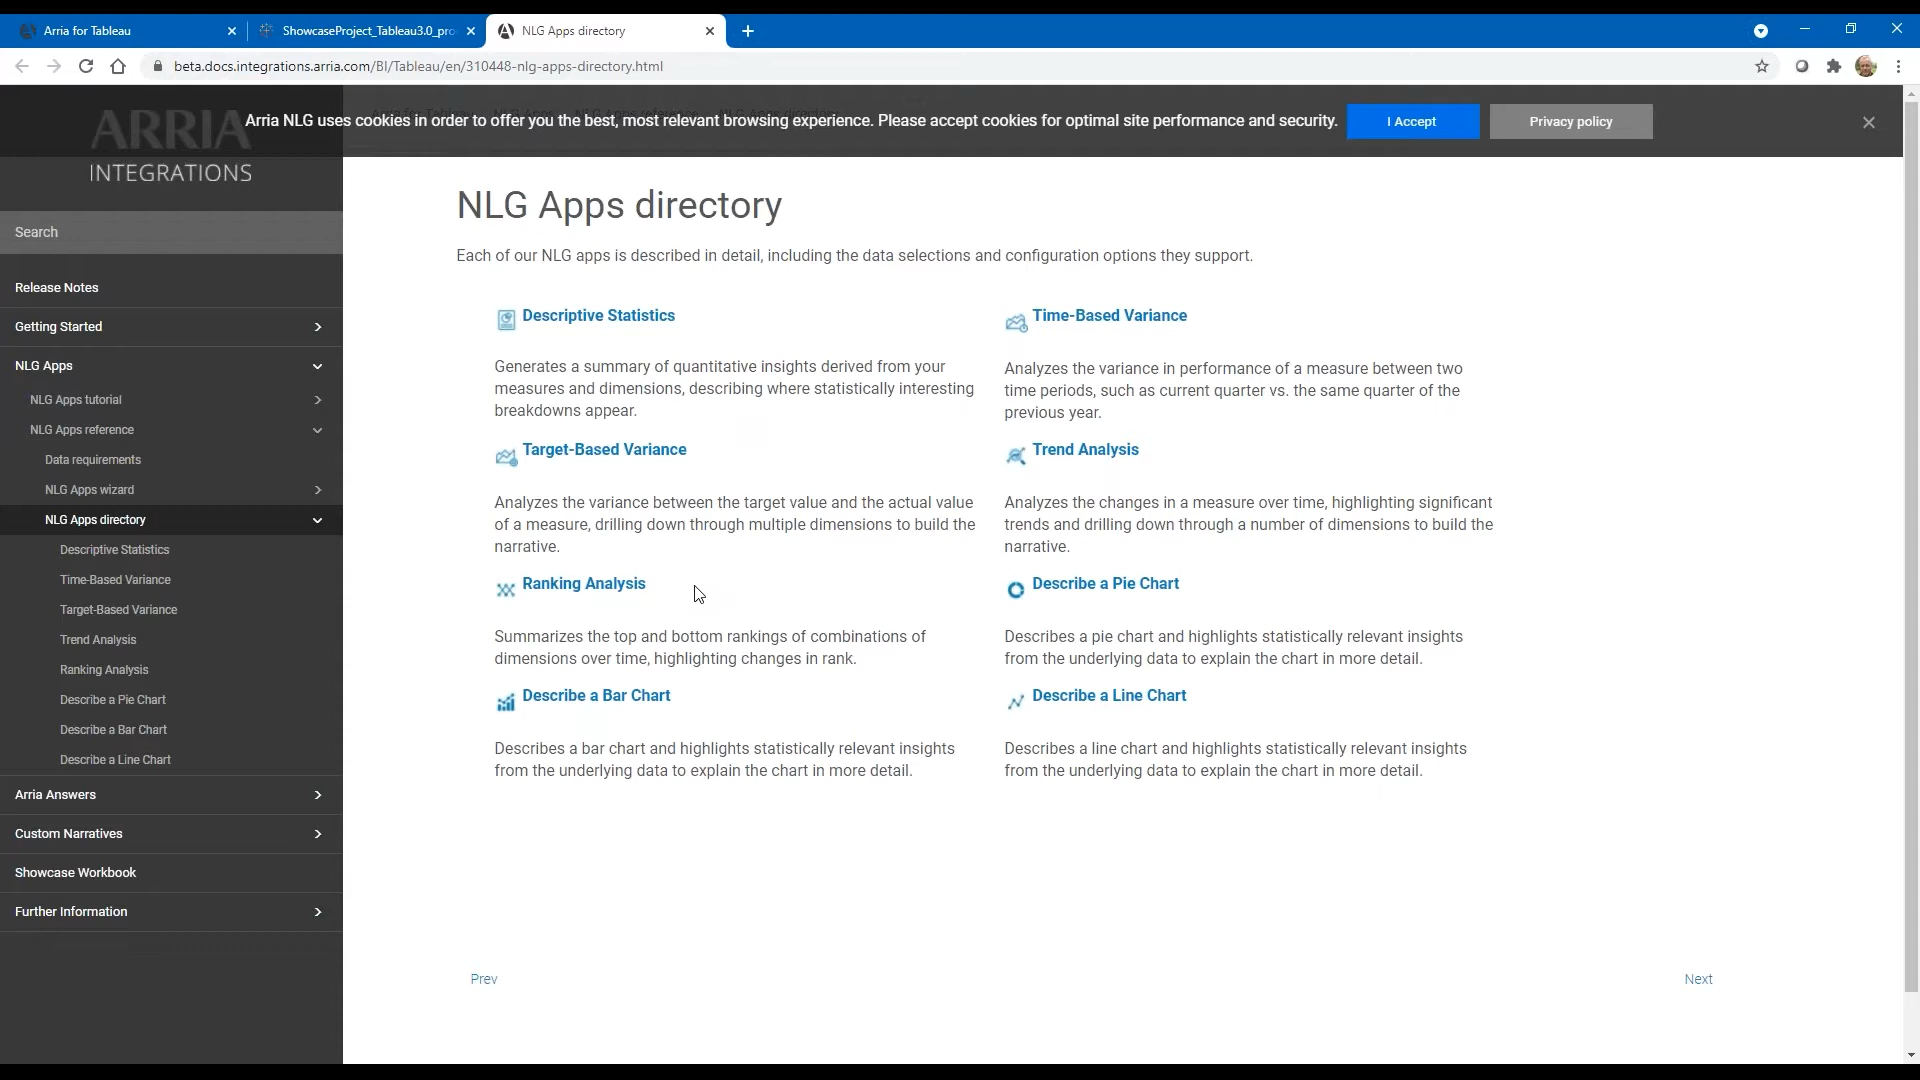 Arria for Tableau
ShowcaseProject_Tableau3.0_pro
NLG Apps directory
beta.docs.integrations.arria.com/BI/Tableau/en/310448-nlg-apps-directory.html
ARRIA
INTEGRATIONS
Arria NLG uses cookies in order to offer you the best, most relevant browsing experience. Please accept cookies for optimal site performance and security.
I Accept
Privacy policy
Search
Release Notes
Getting Started
NLG Apps
NLG Apps tutorial
NLG Apps reference
Data requirements
NLG Apps wizard
NLG Apps directory
Descriptive Statistics
Time-Based Variance
Target-Based Variance
Trend Analysis
Ranking Analysis
Describe a Pie Chart
Describe a Bar Chart
Describe a Line Chart
Arria Answers
Custom Narratives
Showcase Workbook
Further Information
NLG Apps directory
Each of our NLG apps is described in detail, including the data selections and configuration options they support.
Descriptive Statistics
Generates a summary of quantitative insights derived from your
measures and dimensions, describing where statistically interesting
breakdowns appear.
Time-Based Variance
Analyzes the variance in performance of a measure between two
time periods, such as current quarter vs. the same quarter of the
previous year.
Target-Based Variance
Analyzes the variance between the target value and the actual value
of a measure, drilling down through multiple dimensions to build the
narrative.
Trend Analysis
Analyzes the changes in a measure over time, highlighting significant
trends and drilling down through a number of dimensions to build the
narrative.
Ranking Analysis
Summarizes the top and bottom rankings of combinations of
dimensions over time, highlighting changes in rank.
Describe a Pie Chart
Describes a pie chart and highlights statistically relevant insights
from the underlying data to explain the chart in more detail.
Describe a Bar Chart
Describes a bar chart and highlights statistically relevant insights
from the underlying data to explain the chart in more detail.
Describe a Line Chart
Describes a line chart and highlights statistically relevant insights
from the underlying data to explain the chart in more detail.
Prev
Next